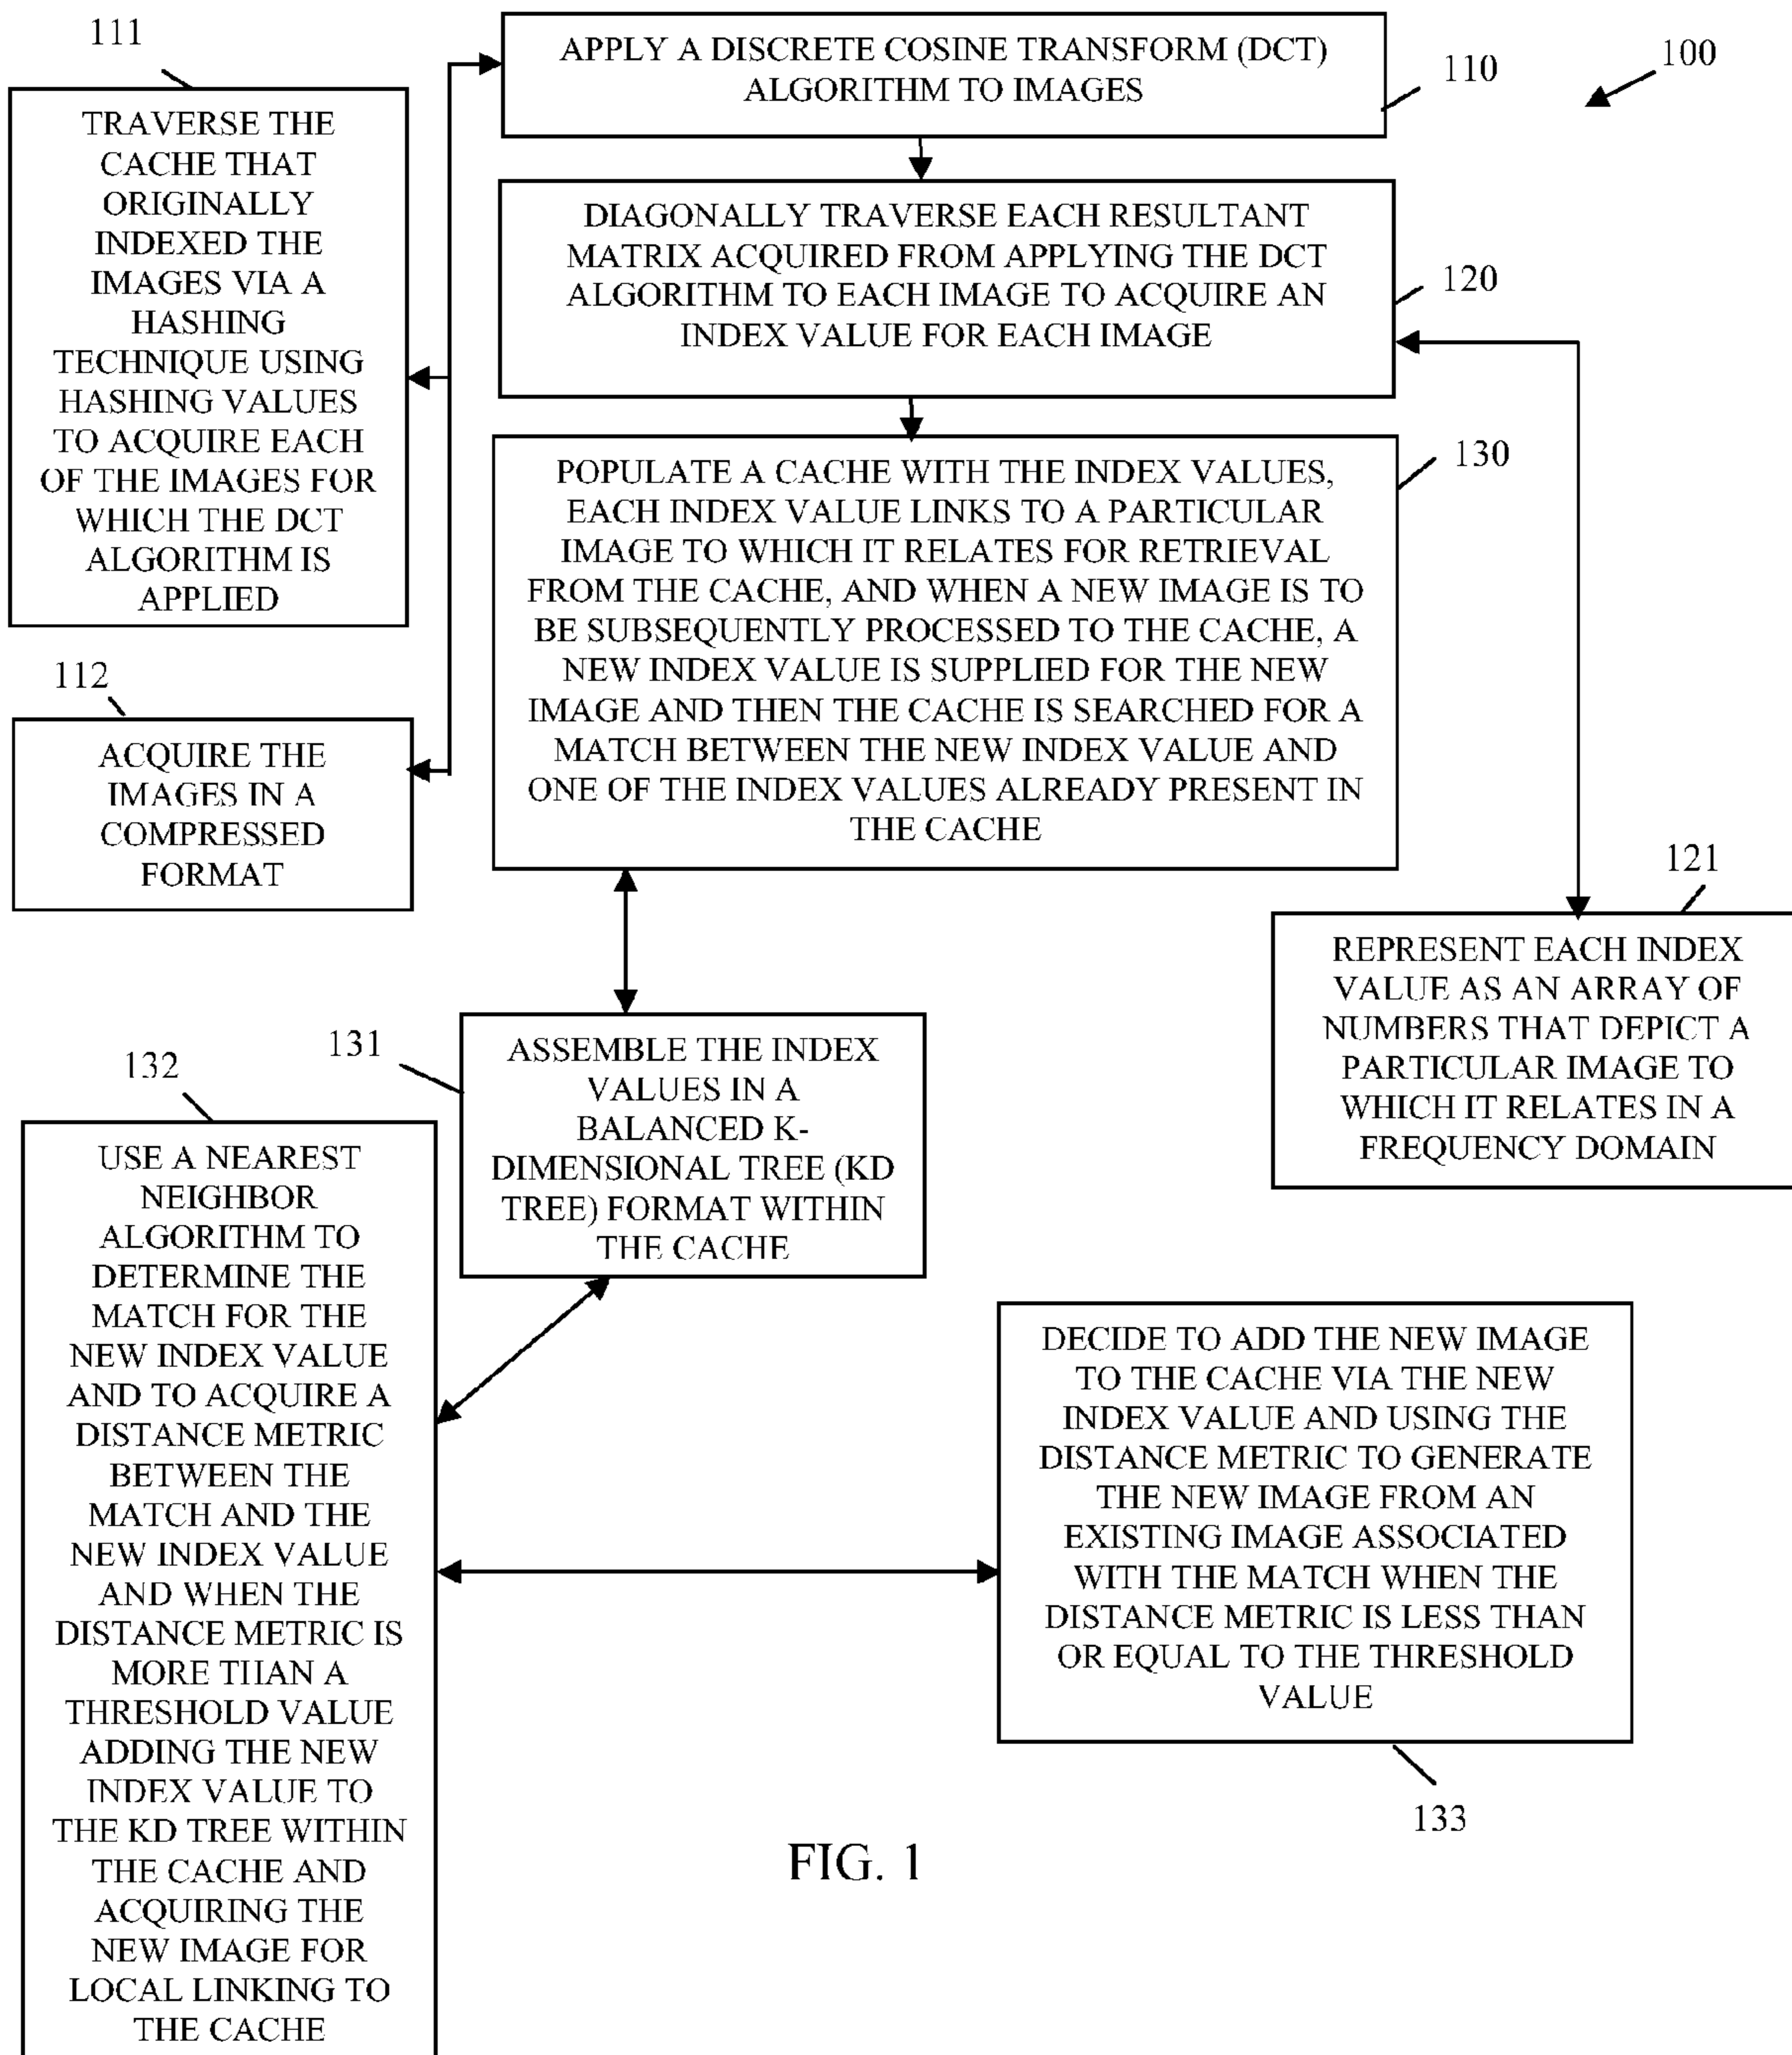 111
TRAVERSE THE
CACHE THAT
ORIGINALLY
INDEXED THE
IMAGES VIA A
HASHING
TECHNIQUE USING
HASHING VALUES
TO ACQUIRE EACH
OF THE IMAGES FOR
WHICH THE DCT
ALGORITHM IS
APPLIED
APPLY A DISCRETE COSINE TRANSFORM (DCT)
ALGORITHM TO IMAGES
110
100
DIAGONALLY TRAVERSE EACH RESULTANT
MATRIX ACQUIRED FROM APPLYING THE DCT
ALGORITHM TO EACH IMAGE TO ACQUIRE AN
INDEX VALUE FOR EACH IMAGE
120
POPULATE A CACHE WITH THE INDEX VALUES,
EACH INDEX VALUE LINKS TO A PARTICULAR
IMAGE TO WHICH IT RELATES FOR RETRIEVAL
FROM THE CACHE, AND WHEN A NEW IMAGE IS TO
BE SUBSEQUENTLY PROCESSED TO THE CACHE, A
NEW INDEX VALUE IS SUPPLIED FOR THE NEW
IMAGE AND THEN THE CACHE IS SEARCHED FOR A
MATCH BETWEEN THE NEW INDEX VALUE AND
ONE OF THE INDEX VALUES ALREADY PRESENT IN
THE CACHE
130
112
ACQUIRE THE
IMAGES IN A
COMPRESSED
FORMAT
121
REPRESENT EACH INDEX
VALUE AS AN ARRAY OF
NUMBERS THAT DEPICT A
PARTICULAR IMAGE TO
WHICH IT RELATES IN A
FREQUENCY DOMAIN
131
ASSEMBLE THE INDEX
VALUES IN A
BALANCED K-
DIMENSIONAL TREE (KD
TREE) FORMAT WITHIN
THE CACHE
132
USE A NEAREST
NEIGHBOR
ALGORITHM TO
DETERMINE THE
MATCH FOR THE
NEW INDEX VALUE
AND TO ACQUIRE A
DISTANCE METRIC
BETWEEN THE
MATCH AND THE
NEW INDEX VALUE
AND WHEN THE
DISTANCE METRIC IS
MORE THAN A
THRESHOLD VALUE
ADDING THE NEW
INDEX VALUE TO
THE KD TREE WITHIN
THE CACHE AND
ACQUIRING THE
NEW IMAGE FOR
LOCAL LINKING TO
THE CACHE
DECIDE TO ADD THE NEW IMAGE
TO THE CACHE VIA THE NEW
INDEX VALUE AND USING THE
DISTANCE METRIC TO GENERATE
THE NEW IMAGE FROM AN
EXISTING IMAGE ASSOCIATED
WITH THE MATCH WHEN THE
DISTANCE METRIC IS LESS THAN
OR EQUAL TO THE THRESHOLD
VALUE
133
FIG. 1